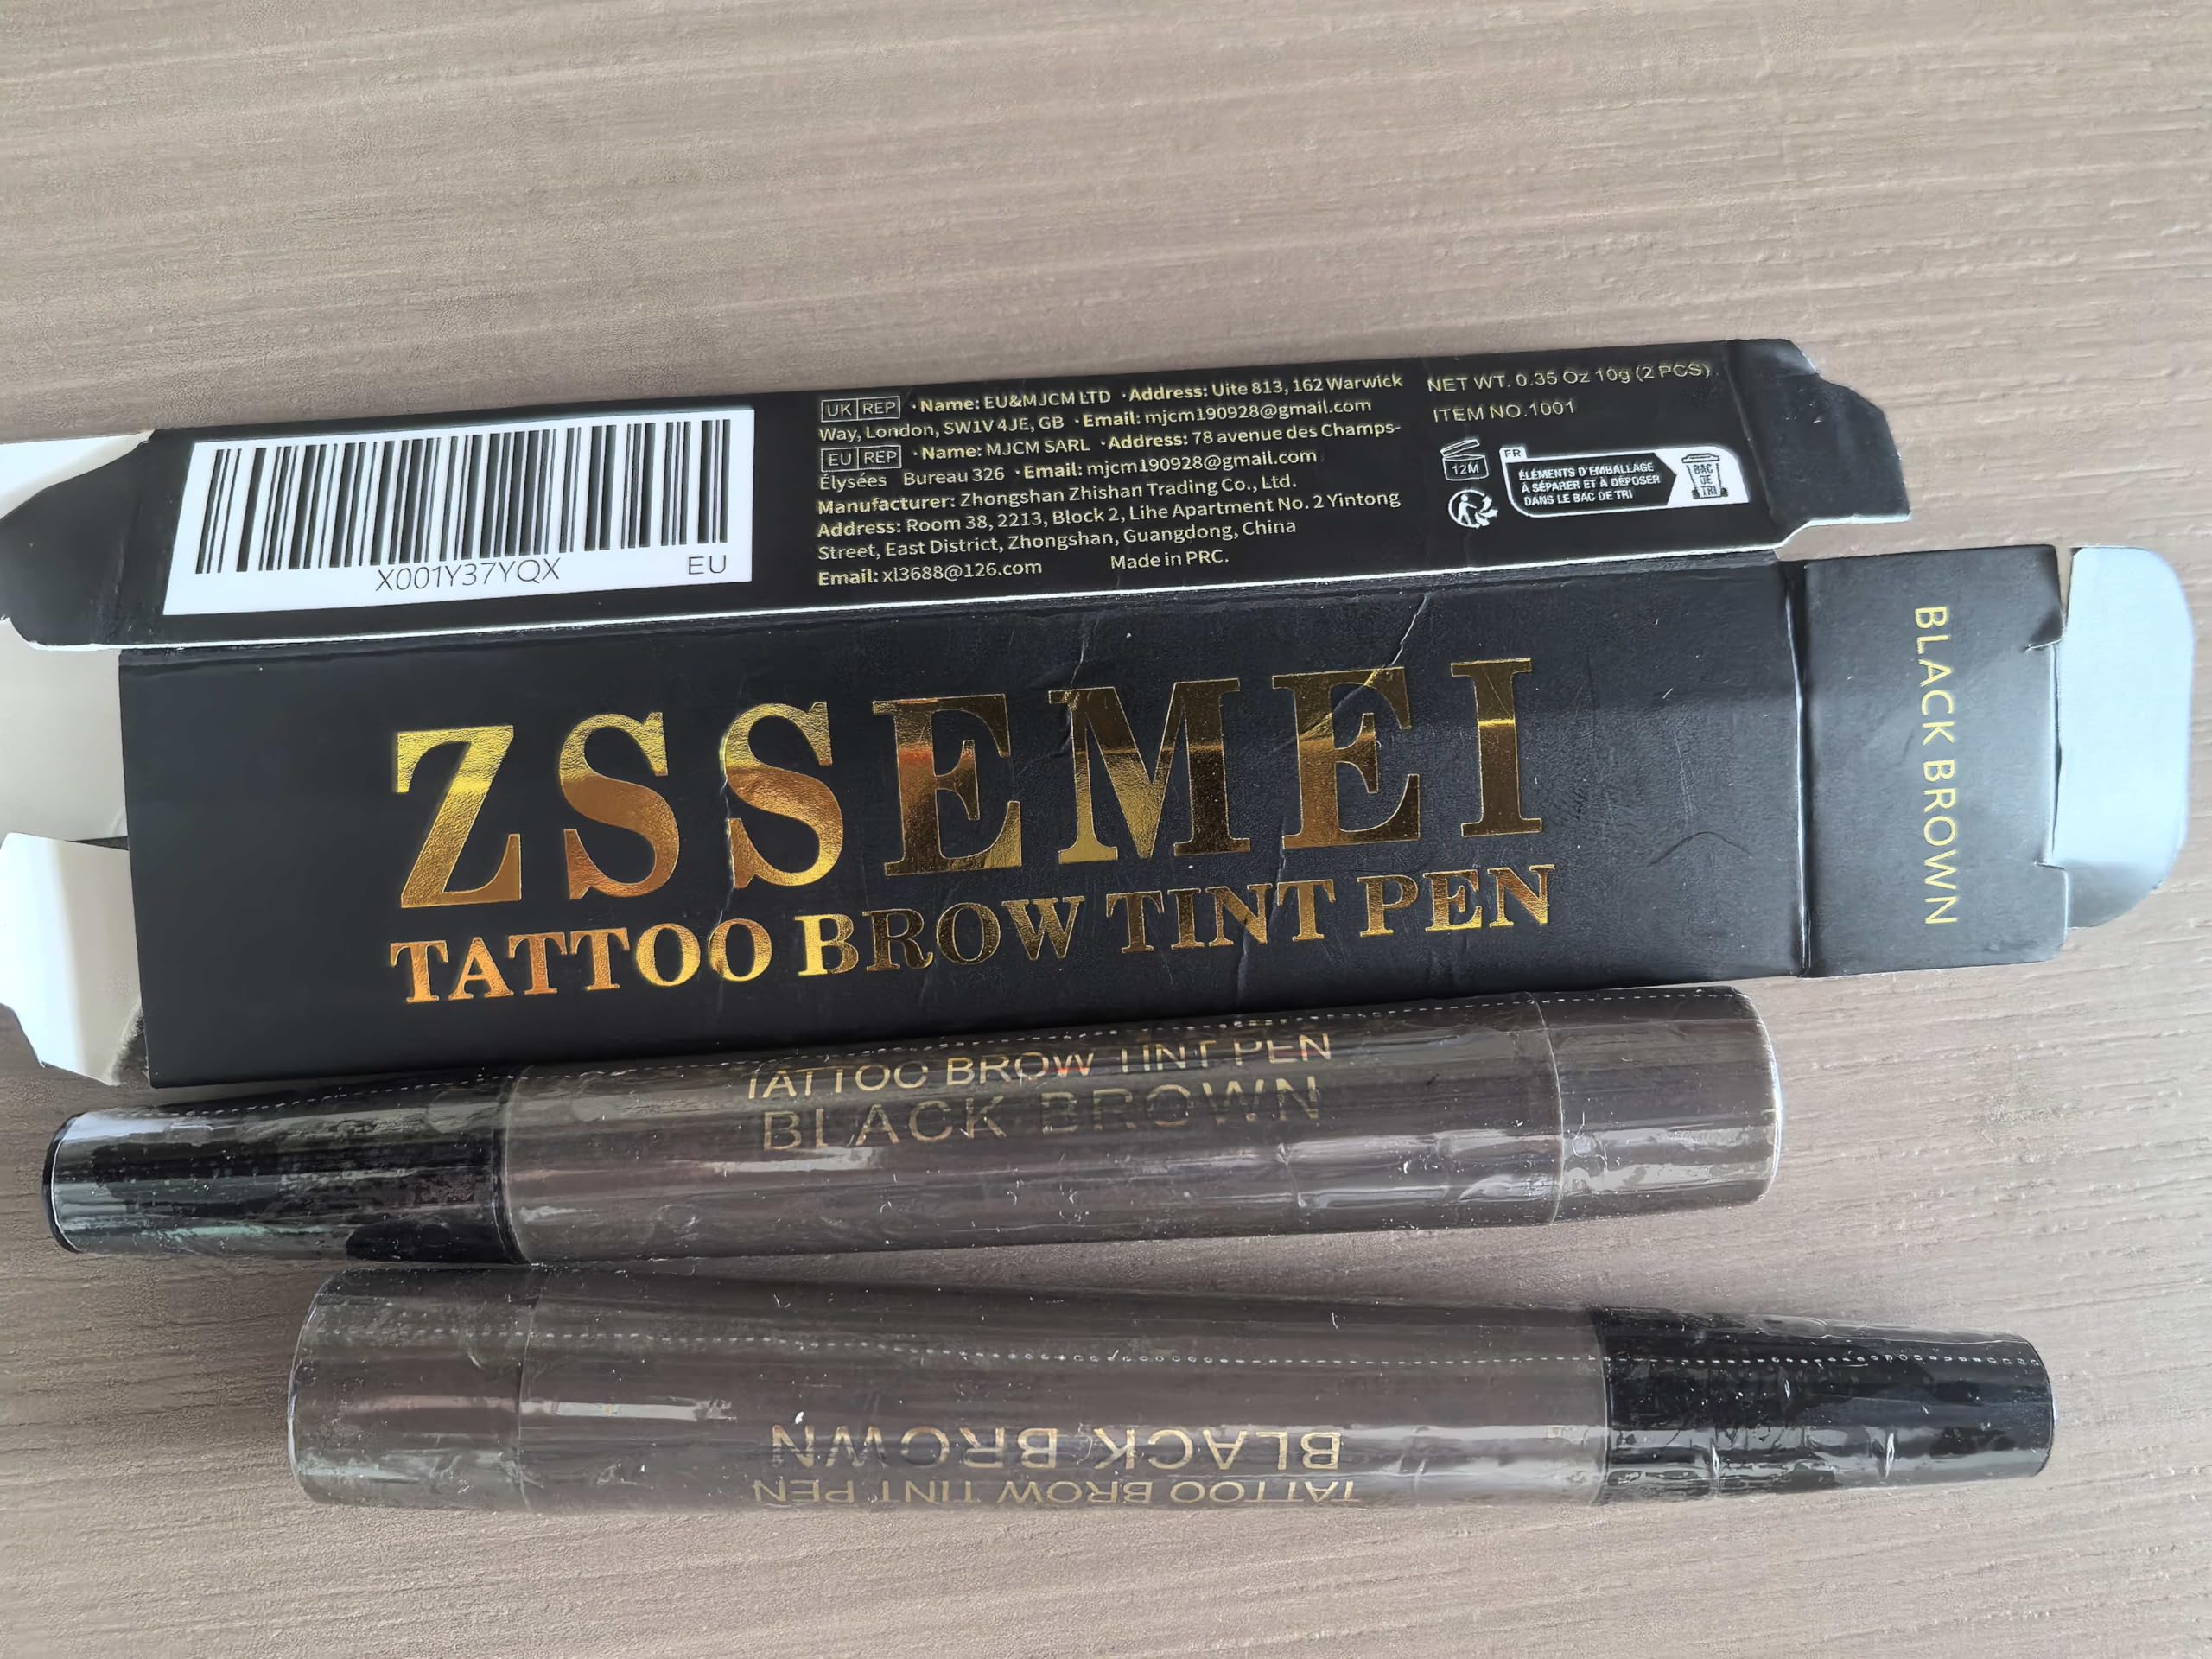 X001Y37YQX
EU
UK REP ·Name: EU&MJCM LTD ·Address: Uite 813, 162 Warwick
Way, London, SW1V 4JE, GB ·Email: mjcm190928@gmail.com
EU REP ·Name: MJCM SARL ·Address: 78 avenue des Champs-
Élysées Bureau 326 ·Email: mjcm190928@gmail.com
Manufacturer: Zhongshan Zhishan Trading Co., Ltd.
Address: Room 38, 2213, Block 2, Lihe Apartment No. 2 Yintong
Street, East District, Zhongshan, Guangdong, China
Email: xl3688@126.com Made in PRC.
NET WT. 0.35 Oz 10g (2 PCS)
ITEM NO.1001
12M
FR
ÉLÉMENTS D'EMBALLAGE
À SÉPARER ET À DÉPOSER
DANS LE BAC DE TRI
BAC
DE
TRI
ZSSEMEI
TATTOO BROW TINT PEN
BLACK BROWN
TATTOO BROW TINT PEN
BLACK BROWN
TATTOO BROW TINT PEN
BLACK BROWN